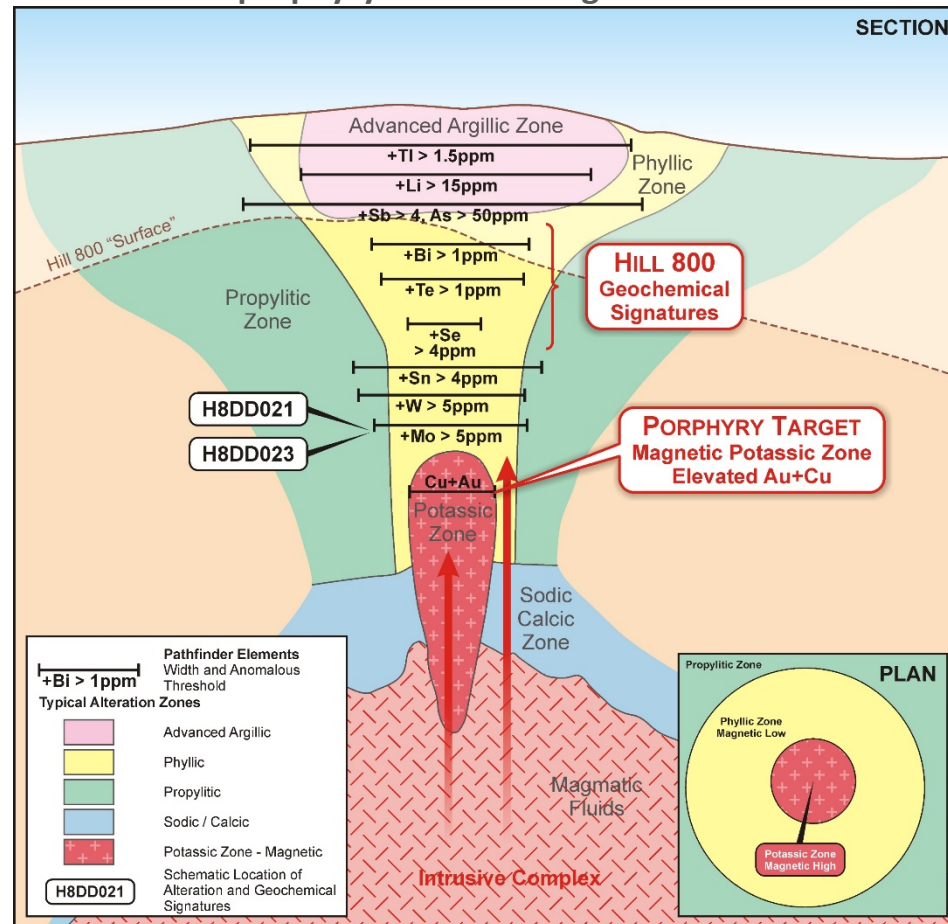 SECTION
Advanced Argillic Zone
+Tl > 1.5ppm
Phyllic
Zone
+Li > 15ppm
+Sb > 4, As > 50ppm
Hill 800 "Surface"
+Bi > 1ppm
HILL 800
Geochemical
Signatures
+Te > 1ppm
Propylitic
Zone
+Se
> 4ppm
+Sn > 4ppm
+W > 5ppm
H8DD021
+Mo > 5ppm
H8DD023
PORPHYRY TARGET
Magnetic Potassic Zone
Elevated Au+Cu
Cu+Au
Potassic
Zone
Sodic
Calcic
Zone
Magmatic
Fluids
Intrusive Complex
+Bi > 1ppm
Pathfinder Elements
Width and Anomalous
Threshold
Typical Alteration Zones
Advanced Argillic
Phyllic
Propylitic
Sodic / Calcic
Potassic Zone - Magnetic
H8DD021
Schematic Location of
Alteration and Geochemical
Signatures
Propylitic Zone
PLAN
Phyllic Zone
Magnetic Low
Potassic Zone
Magnetic High